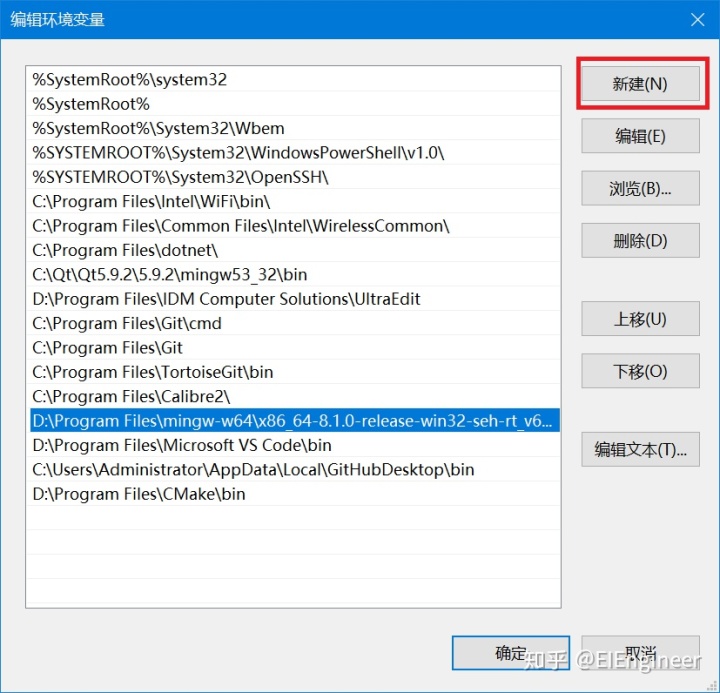 编辑环境变量
%SystemRoot%\system32
%SystemRoot%
%SystemRoot%\System32\Wbem
%SYSTEMROOT%\System32\WindowsPowerShell\v1.0\
%SYSTEMROOT%\System32\OpenSSH\
C:\Program Files\Intel\WiFi\bin\
C:\Program Files\Common Files\Intel\WirelessCommon\
C:\Program Files\dotnet\
C:\Qt\Qt5.9.2\5.9.2\mingw53_32\bin
D:\Program Files\IDM Computer Solutions\UltraEdit
C:\Program Files\Git\cmd
C:\Program Files\Git
C:\Program Files\TortoiseGit\bin
C:\Program Files\Calibre2\
D:\Program Files\mingw-w64\x86_64-8.1.0-release-win32-seh-rt_v6...
D:\Program Files\Microsoft VS Code\bin
C:\Users\Administrator\AppData\Local\GitHubDesktop\bin
D:\Program Files\CMake\bin
新建(N)
编辑(E)
浏览(B)...
删除(D)
上移(U)
下移(O)
编辑文本(T)...
确定
取消
知乎 @EIEngineer